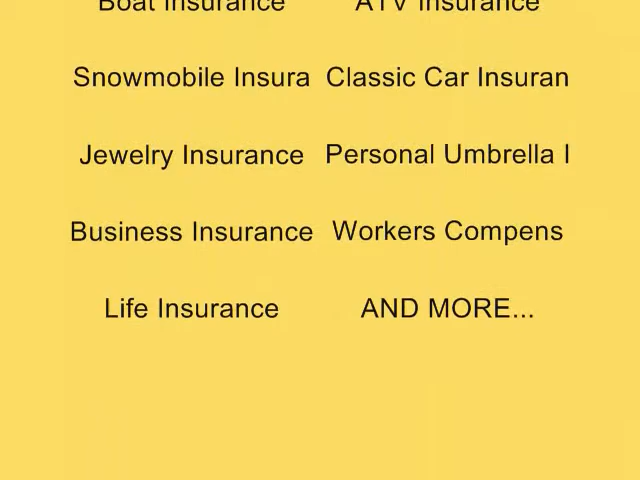 Boat Insurance ATV Insurance
Snowmobile Insura Classic Car Insuran
Jewelry Insurance Personal Umbrella I
Business Insurance Workers Compens
Life Insurance AND MORE...